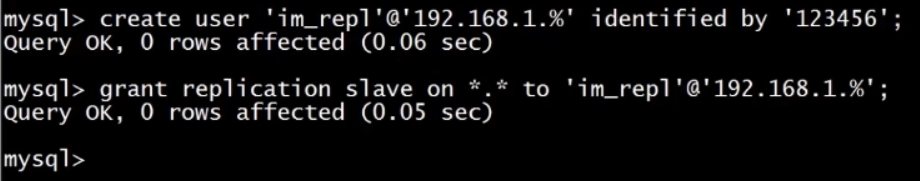 mysql> create user 'im_repl'@'192.168.1.%' identified by '123456';
Query OK, 0 rows affected (0.06 sec)
mysql> grant replication slave on *.* to 'im_repl'@'192.168.1.%';
Query OK, 0 rows affected (0.05 sec)
mysql>